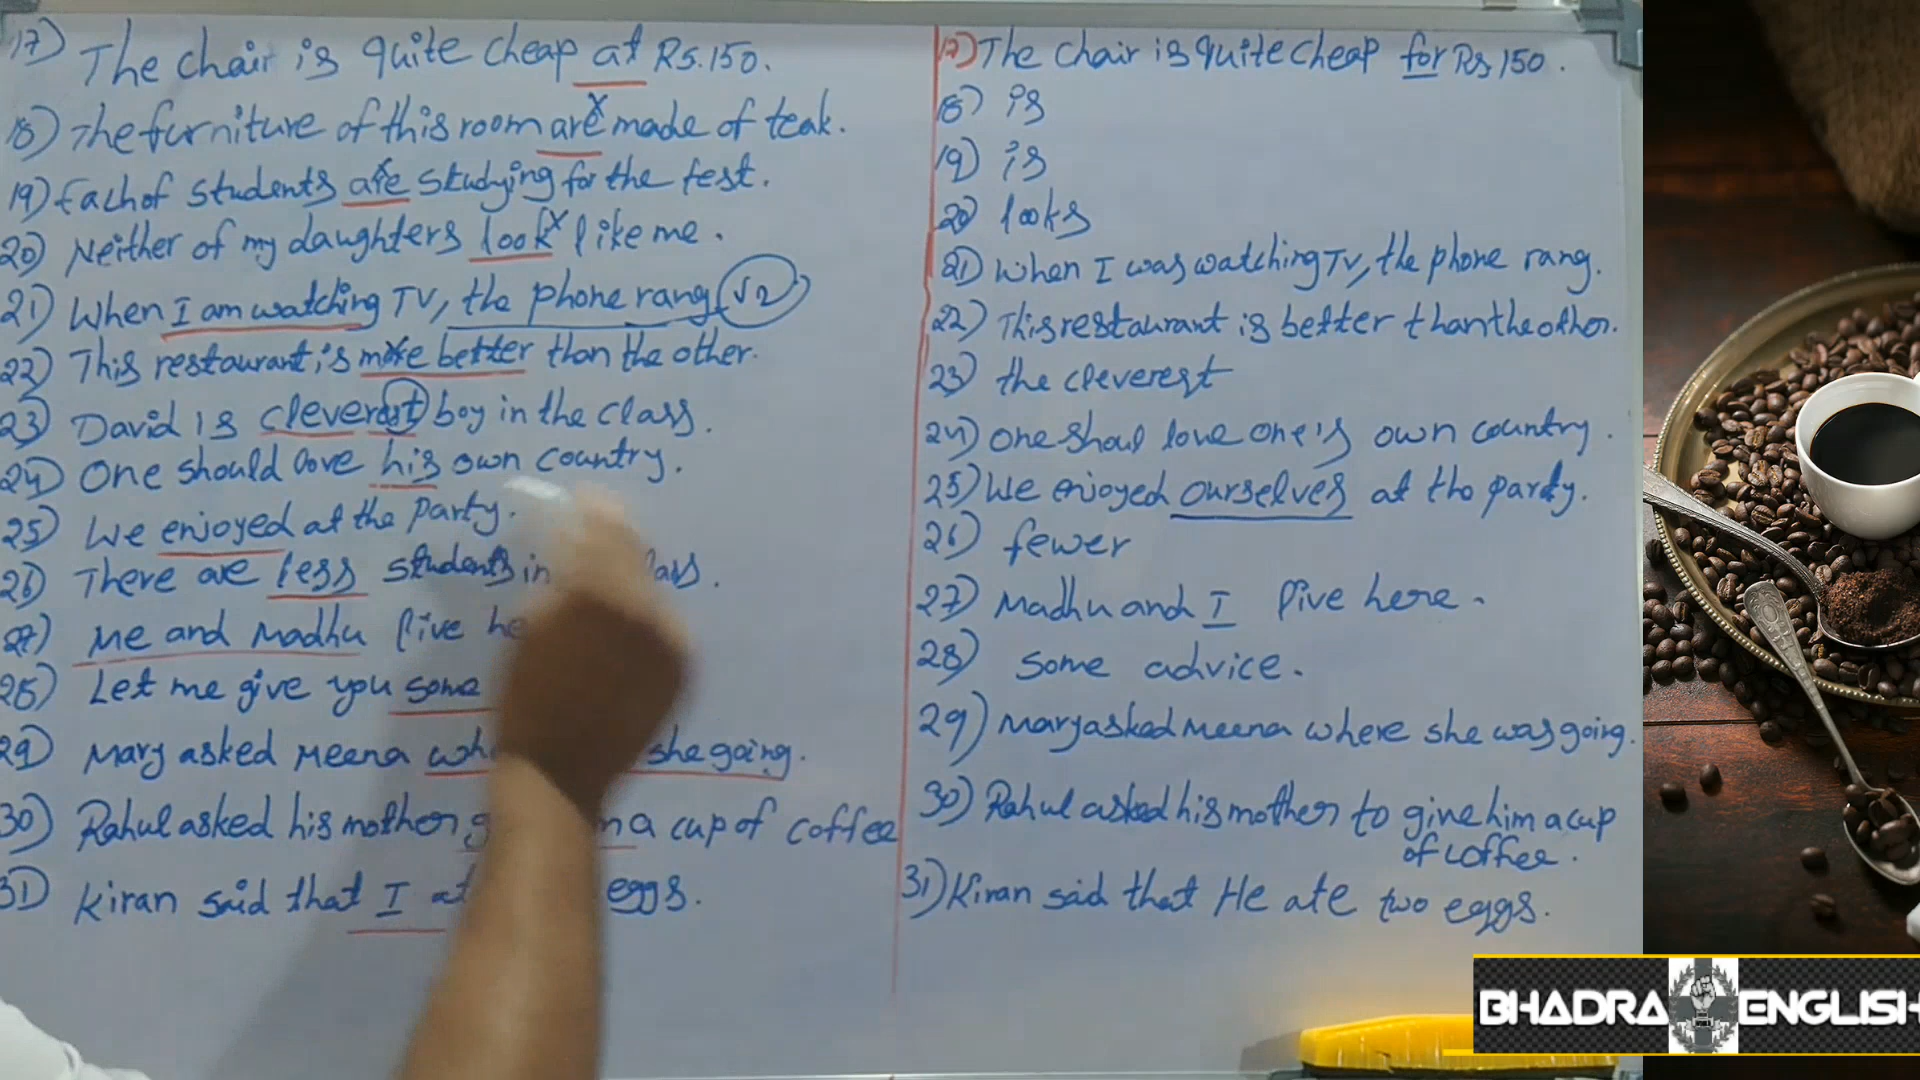 17) The chair is quite cheap at Rs.150.
18) The furniture of this room are made of teak.
19) Each of students are studying for the test.
20) Neither of my daughters look like me.
21) When I am watching TV, the phone rang √2
22) This restaurant is more better than the other.
23) David is cleverest boy in the class.
24) One should love his own country.
25) We enjoyed at the party.
26) There are less students in
27) Me and Madhu live
28) Let me give you some
29) Mary asked Meena she going.
30) Rahul asked his mother a cup of coffee
31) Kiran said that I eggs.
17) The chair is quite cheap for Rs 150.
18) is
19) is
20) looks
21) When I was watching TV, the phone rang.
22) This restaurant is better than the other.
23) the cleverest
24) one shoul love one's own country.
25) We enjoyed ourselves at the party.
26) fewer
27) Madhu and I live here.
28) some advice.
29) Mary asked Meena where she was going.
30) Rahul asked his mother to give him a cup
of coffee.
31) Kiran said that He ate two eggs.
BHADRA ENGLISH